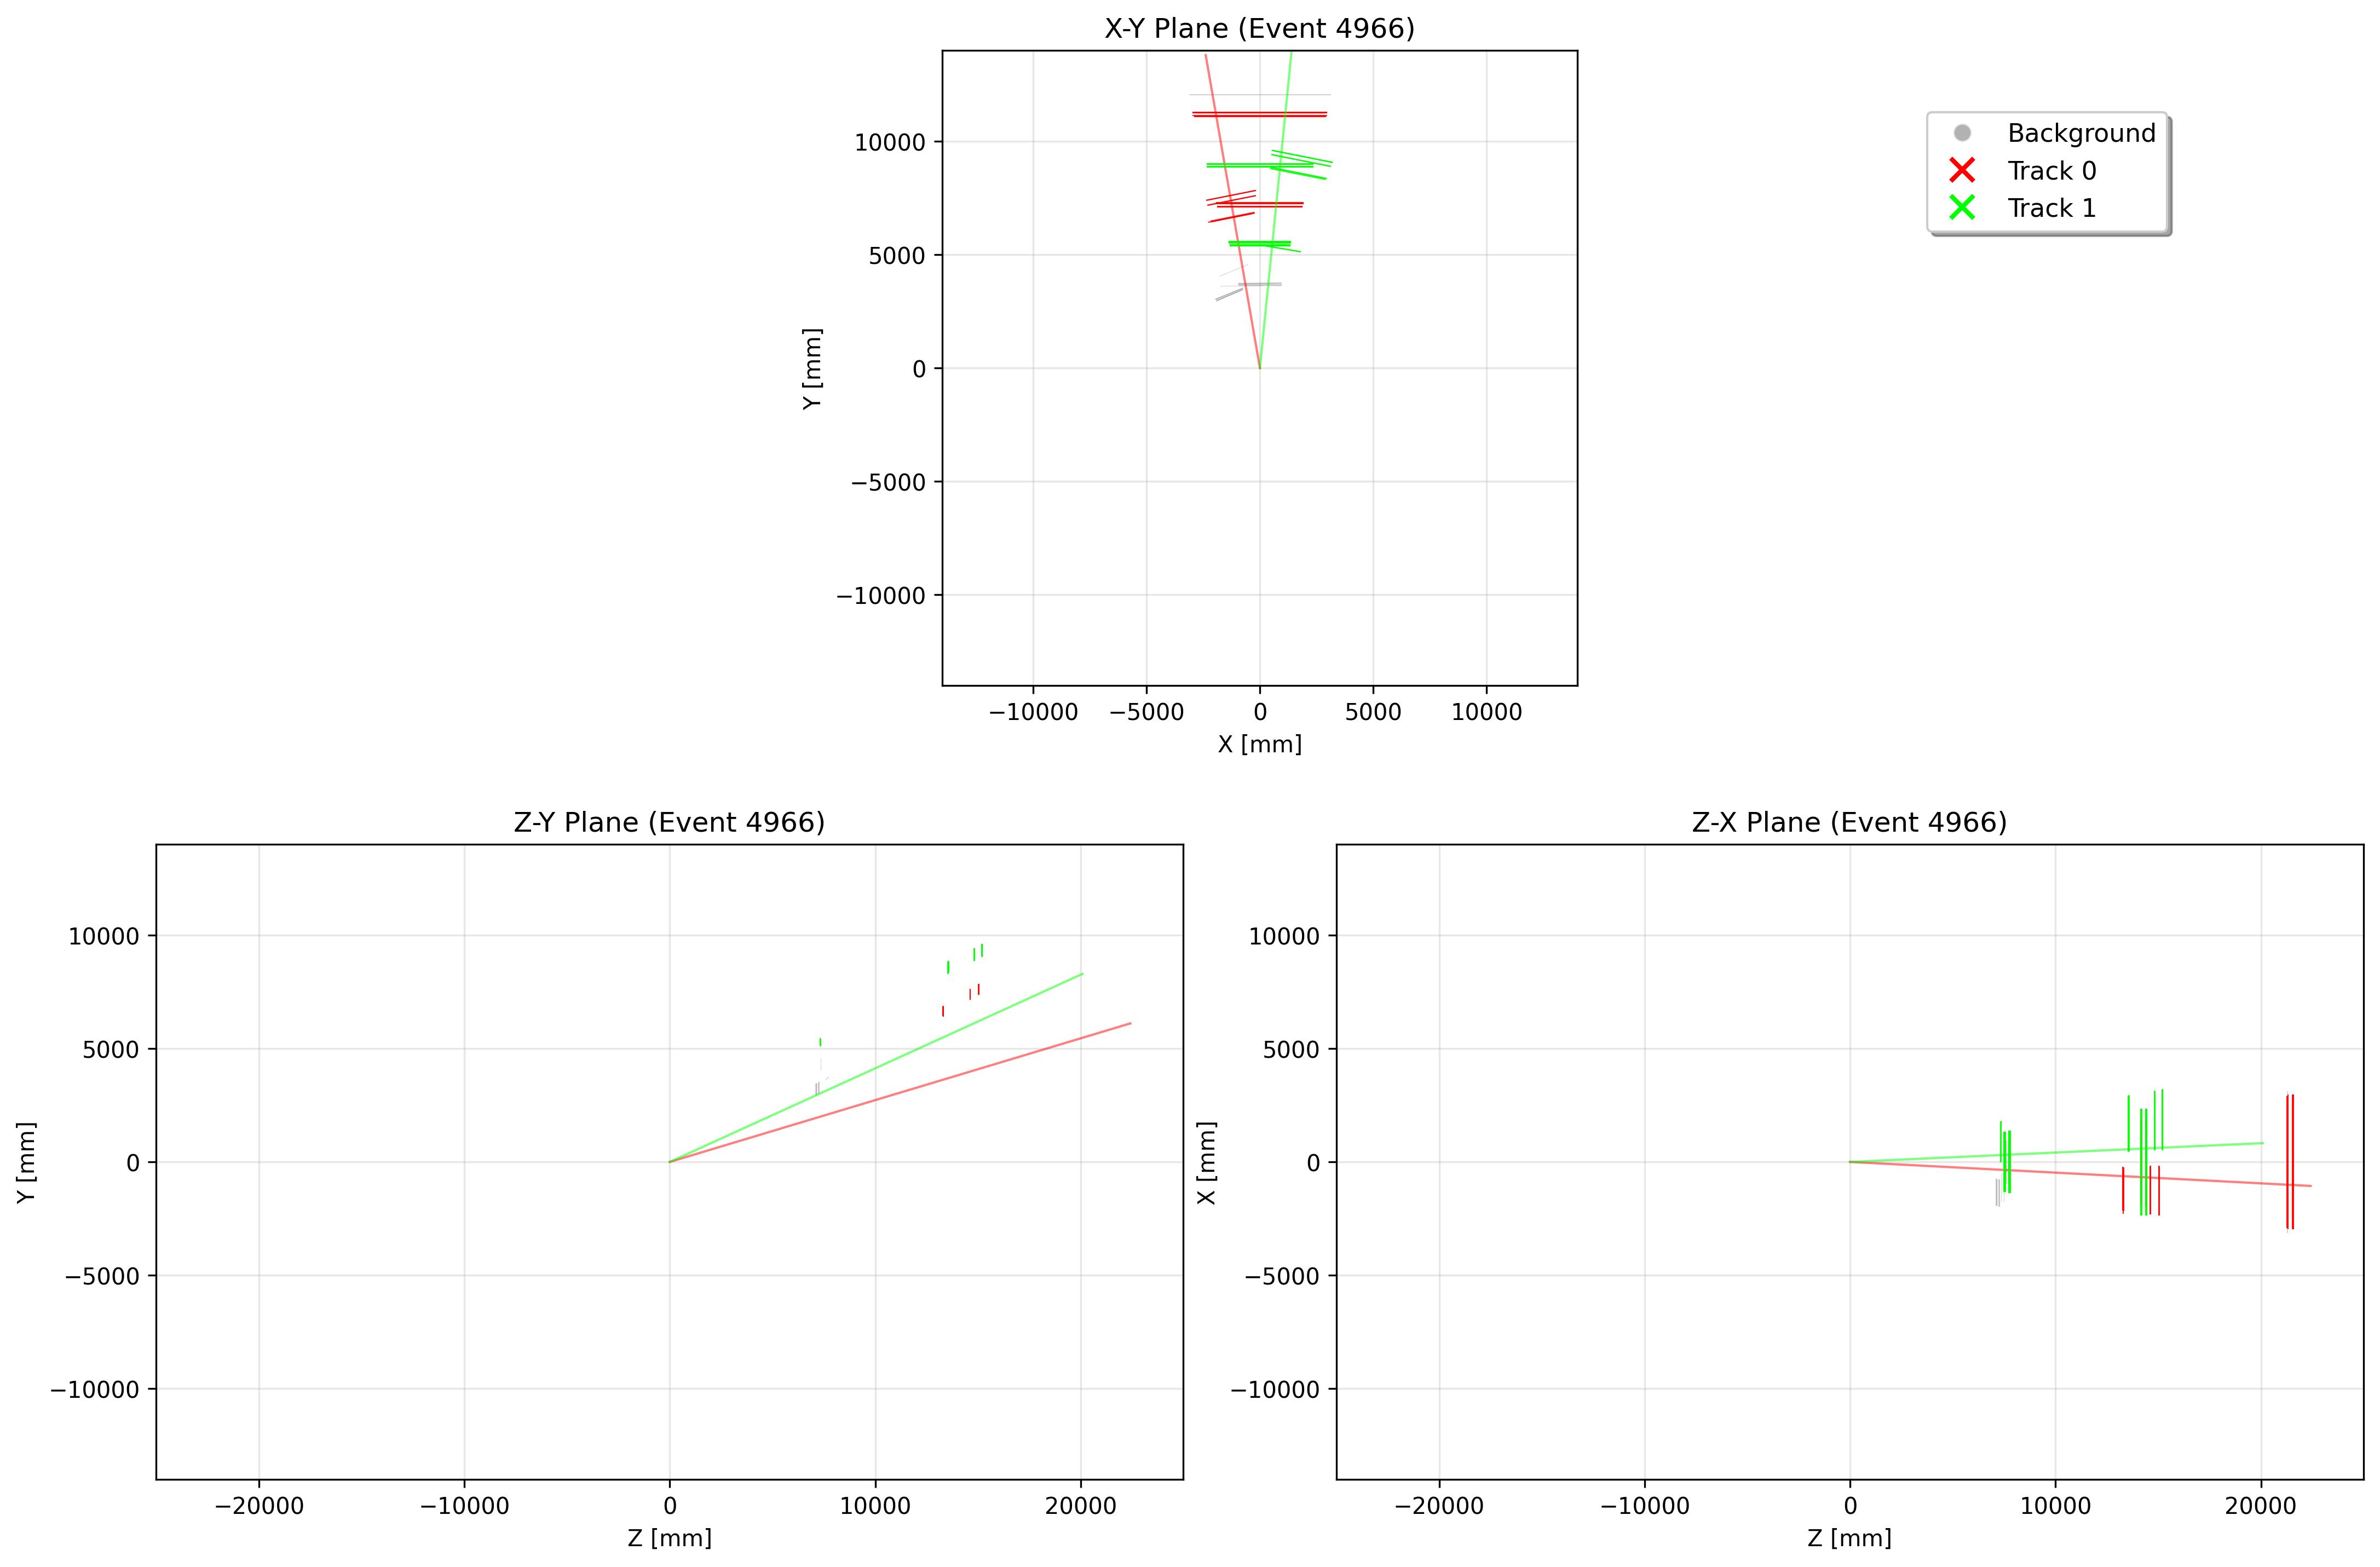 X-Y Plane (Event 4966)
Y [mm]
10000
5000
0
−5000
−10000
−10000 −5000 0 5000 10000
X [mm]
Background
Track 0
Track 1
Z-Y Plane (Event 4966)
Y [mm]
10000
5000
0
−5000
−10000
−20000 −10000 0 10000 20000
Z [mm]
Z-X Plane (Event 4966)
X [mm]
10000
5000
0
−5000
−10000
−20000 −10000 0 10000 20000
Z [mm]